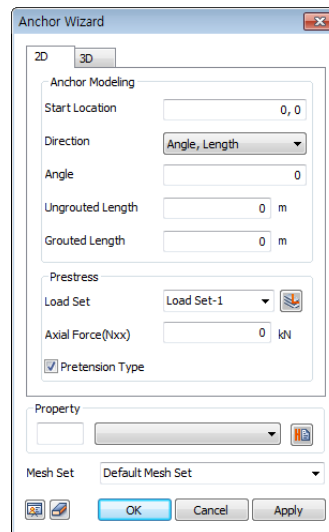 Anchor Wizard
2D 3D
Anchor Modeling
Start Location 0, 0
Direction Angle, Length
Angle 0
Ungrouted Length 0 m
Grouted Length 0 m
Prestress
Load Set Load Set-1
Axial Force(Nxx) 0 kN
Pretension Type
Property
Mesh Set Default Mesh Set
OK Cancel Apply